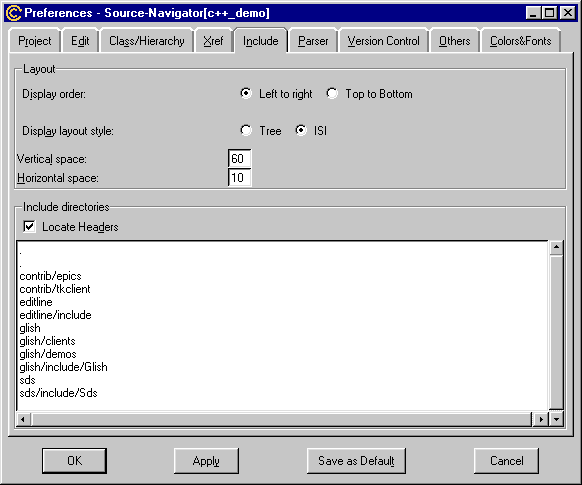 Preferences - Source-Navigator[c++_demo]
Project Edit Class/Hierarchy Xref Include Parser Version Control Others Colors&Fonts
Layout
Display order: Left to right Top to Bottom
Display layout style: Tree ISI
Vertical space: 60
Horizontal space: 10
Include directories
Locate Headers
.
.
contrib/epics
contrib/tkclient
editline
editline/include
glish
glish/clients
glish/demos
glish/include/Glish
sds
sds/include/Sds
OK Apply Save as Default Cancel